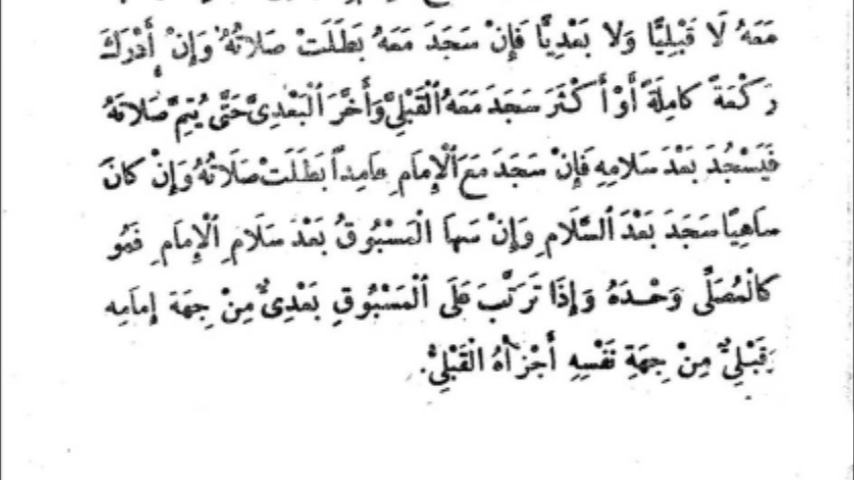 مَعَهُ لَا قَبْلِيًّا وَلَا بَعْدِيًّا فَإِنْ سَجَدَ مَعَهُ بَطَلَتْ صَلَاتُهُ وَإِنْ أَدْرَكَ
رَكْعَةً كَامِلَةً أَوْ أَكْثَرَ سَجَدَ مَعَهُ الْقَبْلِيَّ وَأَخَّرَ الْبَعْدِيَّ حَتَّى يُتِمَّ صَلَاتَهُ
فَيَسْجُدَ بَعْدَ سَلَامِهِ فَإِنْ سَجَدَ مَعَ الْإِمَامِ عَامِدًا بَطَلَتْ صَلَاتُهُ وَإِنْ كَانَ
سَاهِيًا سَجَدَ بَعْدَ السَّلَامِ وَإِنْ سَهَا الْمَسْبُوقُ بَعْدَ سَلَامِ الْإِمَامِ فَهُوَ
كَالْمُصَلِّي وَحْدَهُ وَإِذَا تَرَتَّبَ عَلَى الْمَسْبُوقِ بَعْدِيٌّ مِنْ جِهَةِ إِمَامِهِ
وَقَبْلِيٌّ مِنْ جِهَةِ نَفْسِهِ أَجْزَأَهُ الْقَبْلِيُّ.